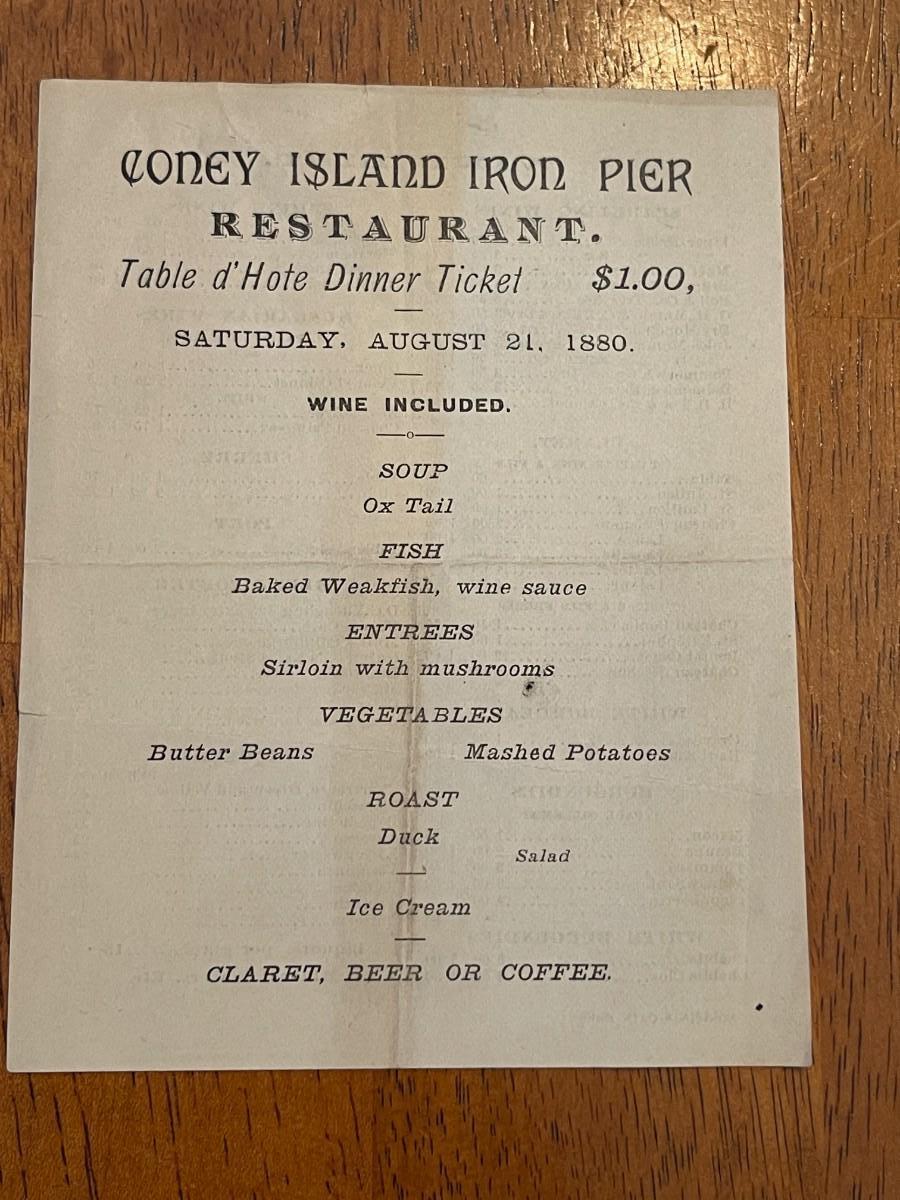 CONEY ISLAND IRON PIER
RESTAURANT.
Table d'Hote Dinner Ticket $1.00,
SATURDAY, AUGUST 21, 1880.
WINE INCLUDED.
SOUP
Ox Tail
FISH
Baked Weakfish, wine sauce
ENTREES
Sirloin with mushrooms
VEGETABLES
Butter Beans Mashed Potatoes
ROAST
Duck
Salad
Ice Cream
CLARET, BEER OR COFFEE.